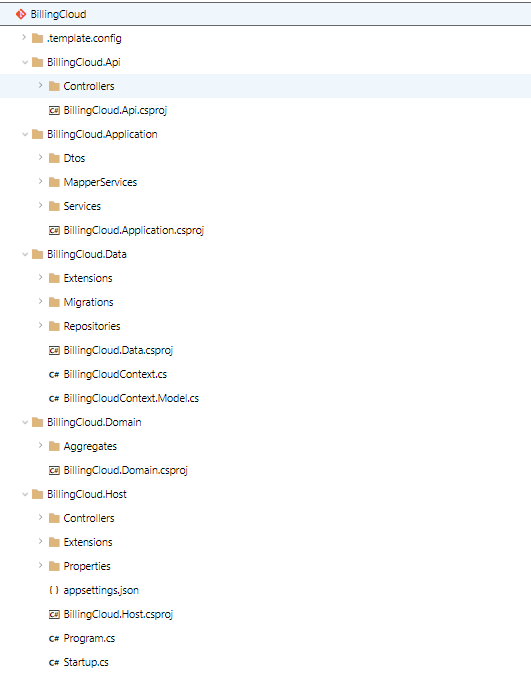 BillingCloud
.template.config
BillingCloud.Api
Controllers
C# BillingCloud.Api.csproj
BillingCloud.Application
Dtos
MapperServices
Services
C# BillingCloud.Application.csproj
BillingCloud.Data
Extensions
Migrations
Repositories
C# BillingCloud.Data.csproj
C# BillingCloudContext.cs
C# BillingCloudContext.Model.cs
BillingCloud.Domain
Aggregates
C# BillingCloud.Domain.csproj
BillingCloud.Host
Controllers
Extensions
Properties
{ } appsettings.json
C# BillingCloud.Host.csproj
C# Program.cs
C# Startup.cs